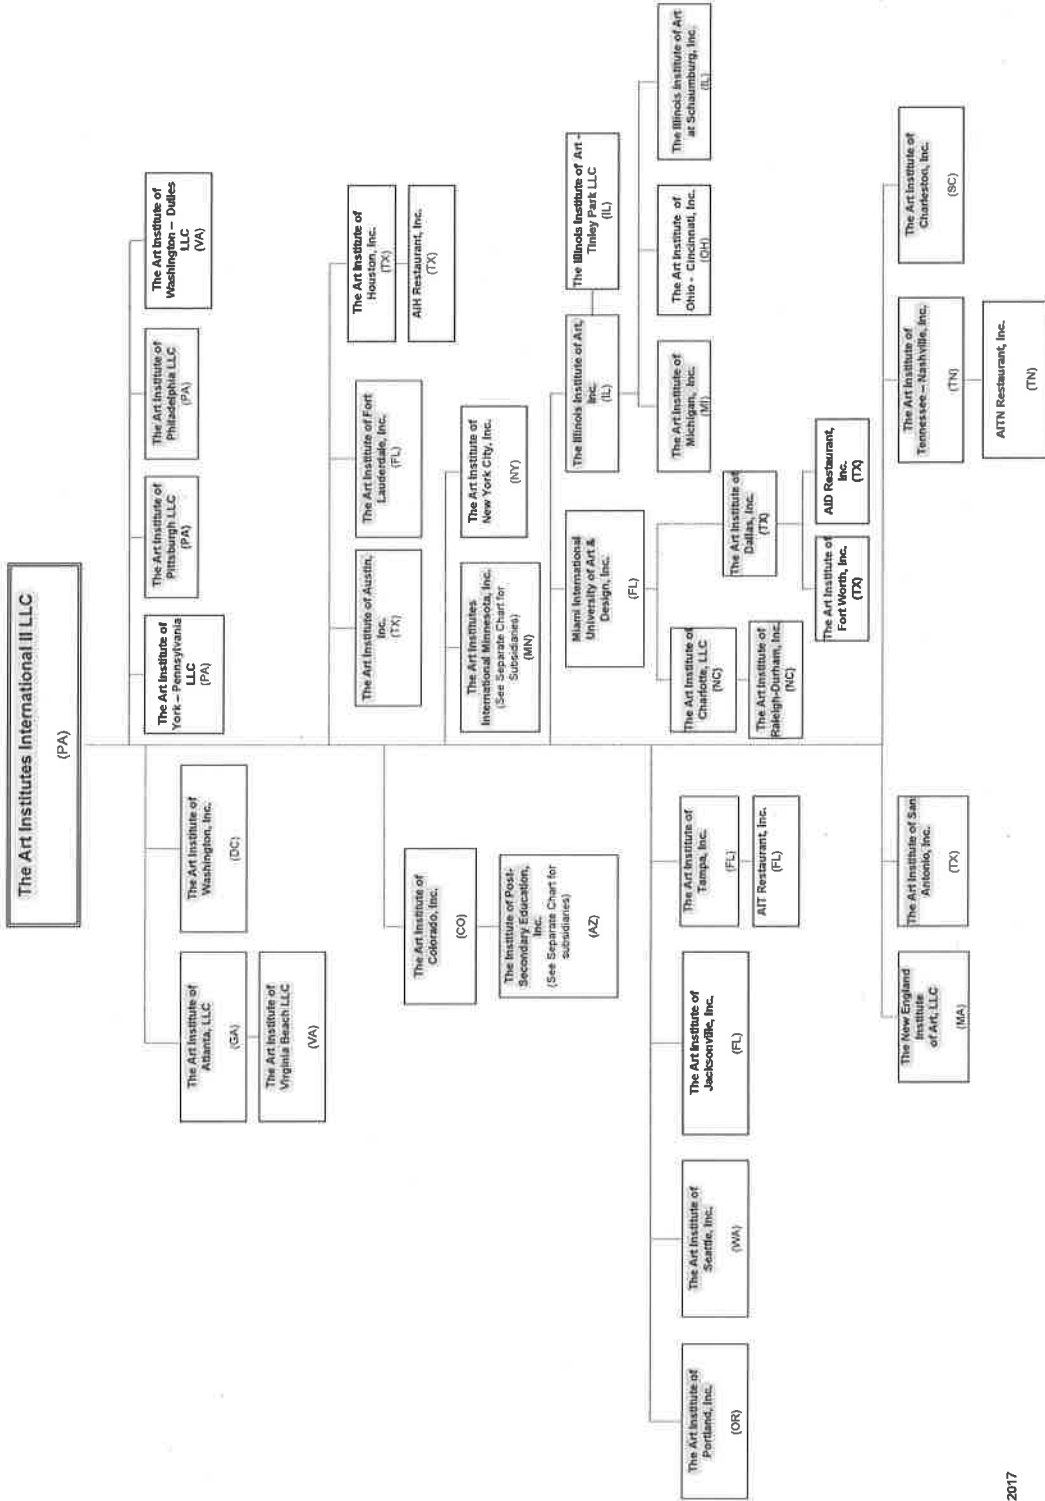 The Art Institutes International II LLC
(PA)
The Art Institute of
York – Pennsylvania
LLC
(PA)
The Art Institute of
Pittsburgh LLC
(PA)
The Art Institute of
Philadelphia LLC
(PA)
The Art Institute of
Washington – Dulles
LLC
(VA)
The Art Institute of
Atlanta, LLC
(GA)
The Art Institute of
Virginia Beach LLC
(VA)
The Art Institute of
Washington, Inc.
(DC)
The Art Institute of Austin,
Inc.
(TX)
The Art Institute of Fort
Lauderdale, Inc.
(FL)
The Art Institute of
Houston, Inc.
(TX)
AIH Restaurant, Inc.
(TX)
The Art Institute of
Colorado, Inc.
(CO)
The Institute of Post-
Secondary Education,
Inc.
(See Separate Chart for
subsidiaries)
(AZ)
The Art Institutes
International Minnesota, Inc.
(See Separate Chart for
Subsidiaries)
(MN)
The Art Institute of
New York City, Inc.
(NY)
Miami International
University of Art &
Design, Inc.
(FL)
The Illinois Institute of Art,
Inc.
(IL)
The Illinois Institute of Art -
Tinley Park LLC
(IL)
The Art Institute of
Michigan, Inc.
(MI)
The Art Institute of
Ohio - Cincinnati, Inc.
(OH)
The Illinois Institute of Art
at Schaumburg, Inc.
(IL)
The Art Institute of
Charlotte, LLC
(NC)
The Art Institute of
Raleigh-Durham, Inc.
(NC)
The Art Institute of
Dallas, Inc.
(TX)
The Art Institute of
Fort Worth, Inc.
(TX)
AID Restaurant,
Inc.
(TX)
The Art Institute of
Portland, Inc.
(OR)
The Art Institute of
Seattle, Inc.
(WA)
The Art Institute of
Jacksonville, Inc.
(FL)
The Art Institute of
Tampa, Inc.
(FL)
AIT Restaurant, Inc.
(FL)
The New England
Institute
of Art, LLC
(MA)
The Art Institute of San
Antonio, Inc.
(TX)
The Art Institute of
Tennessee – Nashville, Inc.
(TN)
AITN Restaurant, Inc.
(TN)
The Art Institute of
Charleston, Inc.
(SC)
2017